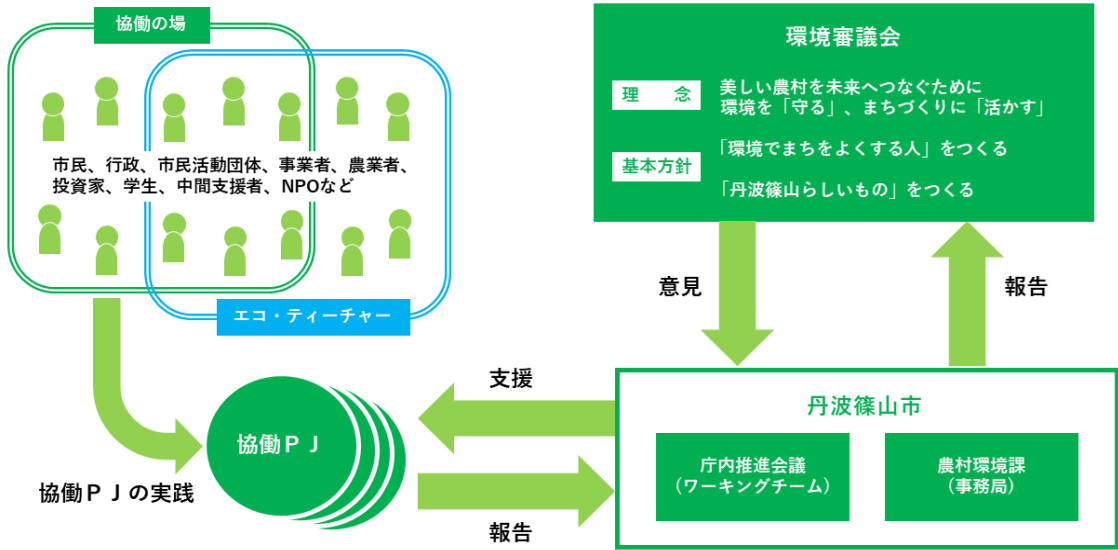 協働の場
市民、行政、市民活動団体、事業者、農業者、
投資家、学生、中間支援者、NPOなど
エコ・ティーチャー
環境審議会
理　念
美しい農村を未来へつなぐために
環境を「守る」、まちづくりに「活かす」
基本方針
「環境でまちをよくする人」をつくる
「丹波篠山らしいもの」をつくる
意見
報告
協働ＰＪの実践
協働ＰＪ
支援
報告
丹波篠山市
庁内推進会議
（ワーキングチーム）
農村環境課
（事務局）